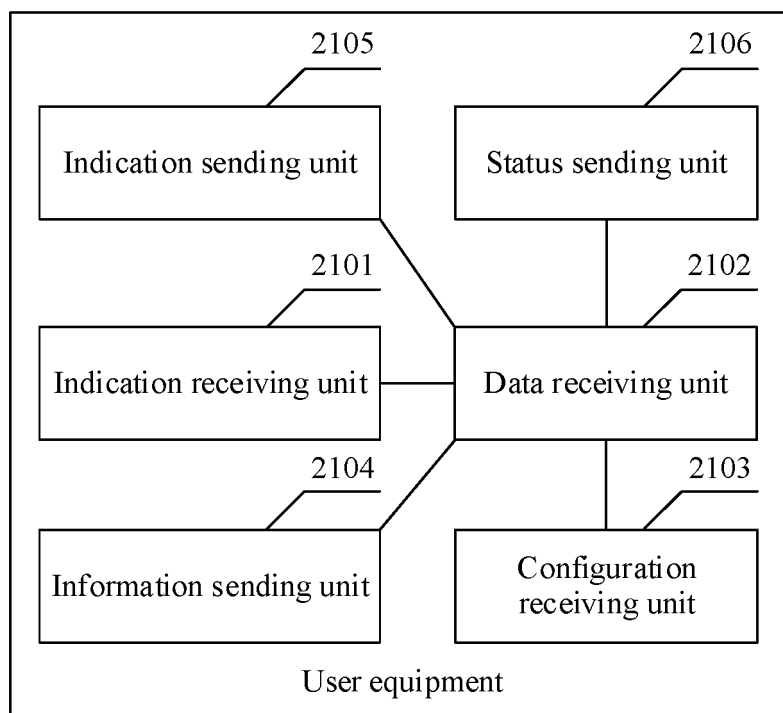 2105
2106
Indication sending unit
Status sending unit
2101
2102
Indication receiving unit
Data receiving unit
2104
2103
Information sending unit
Configuration
receiving unit
User equipment